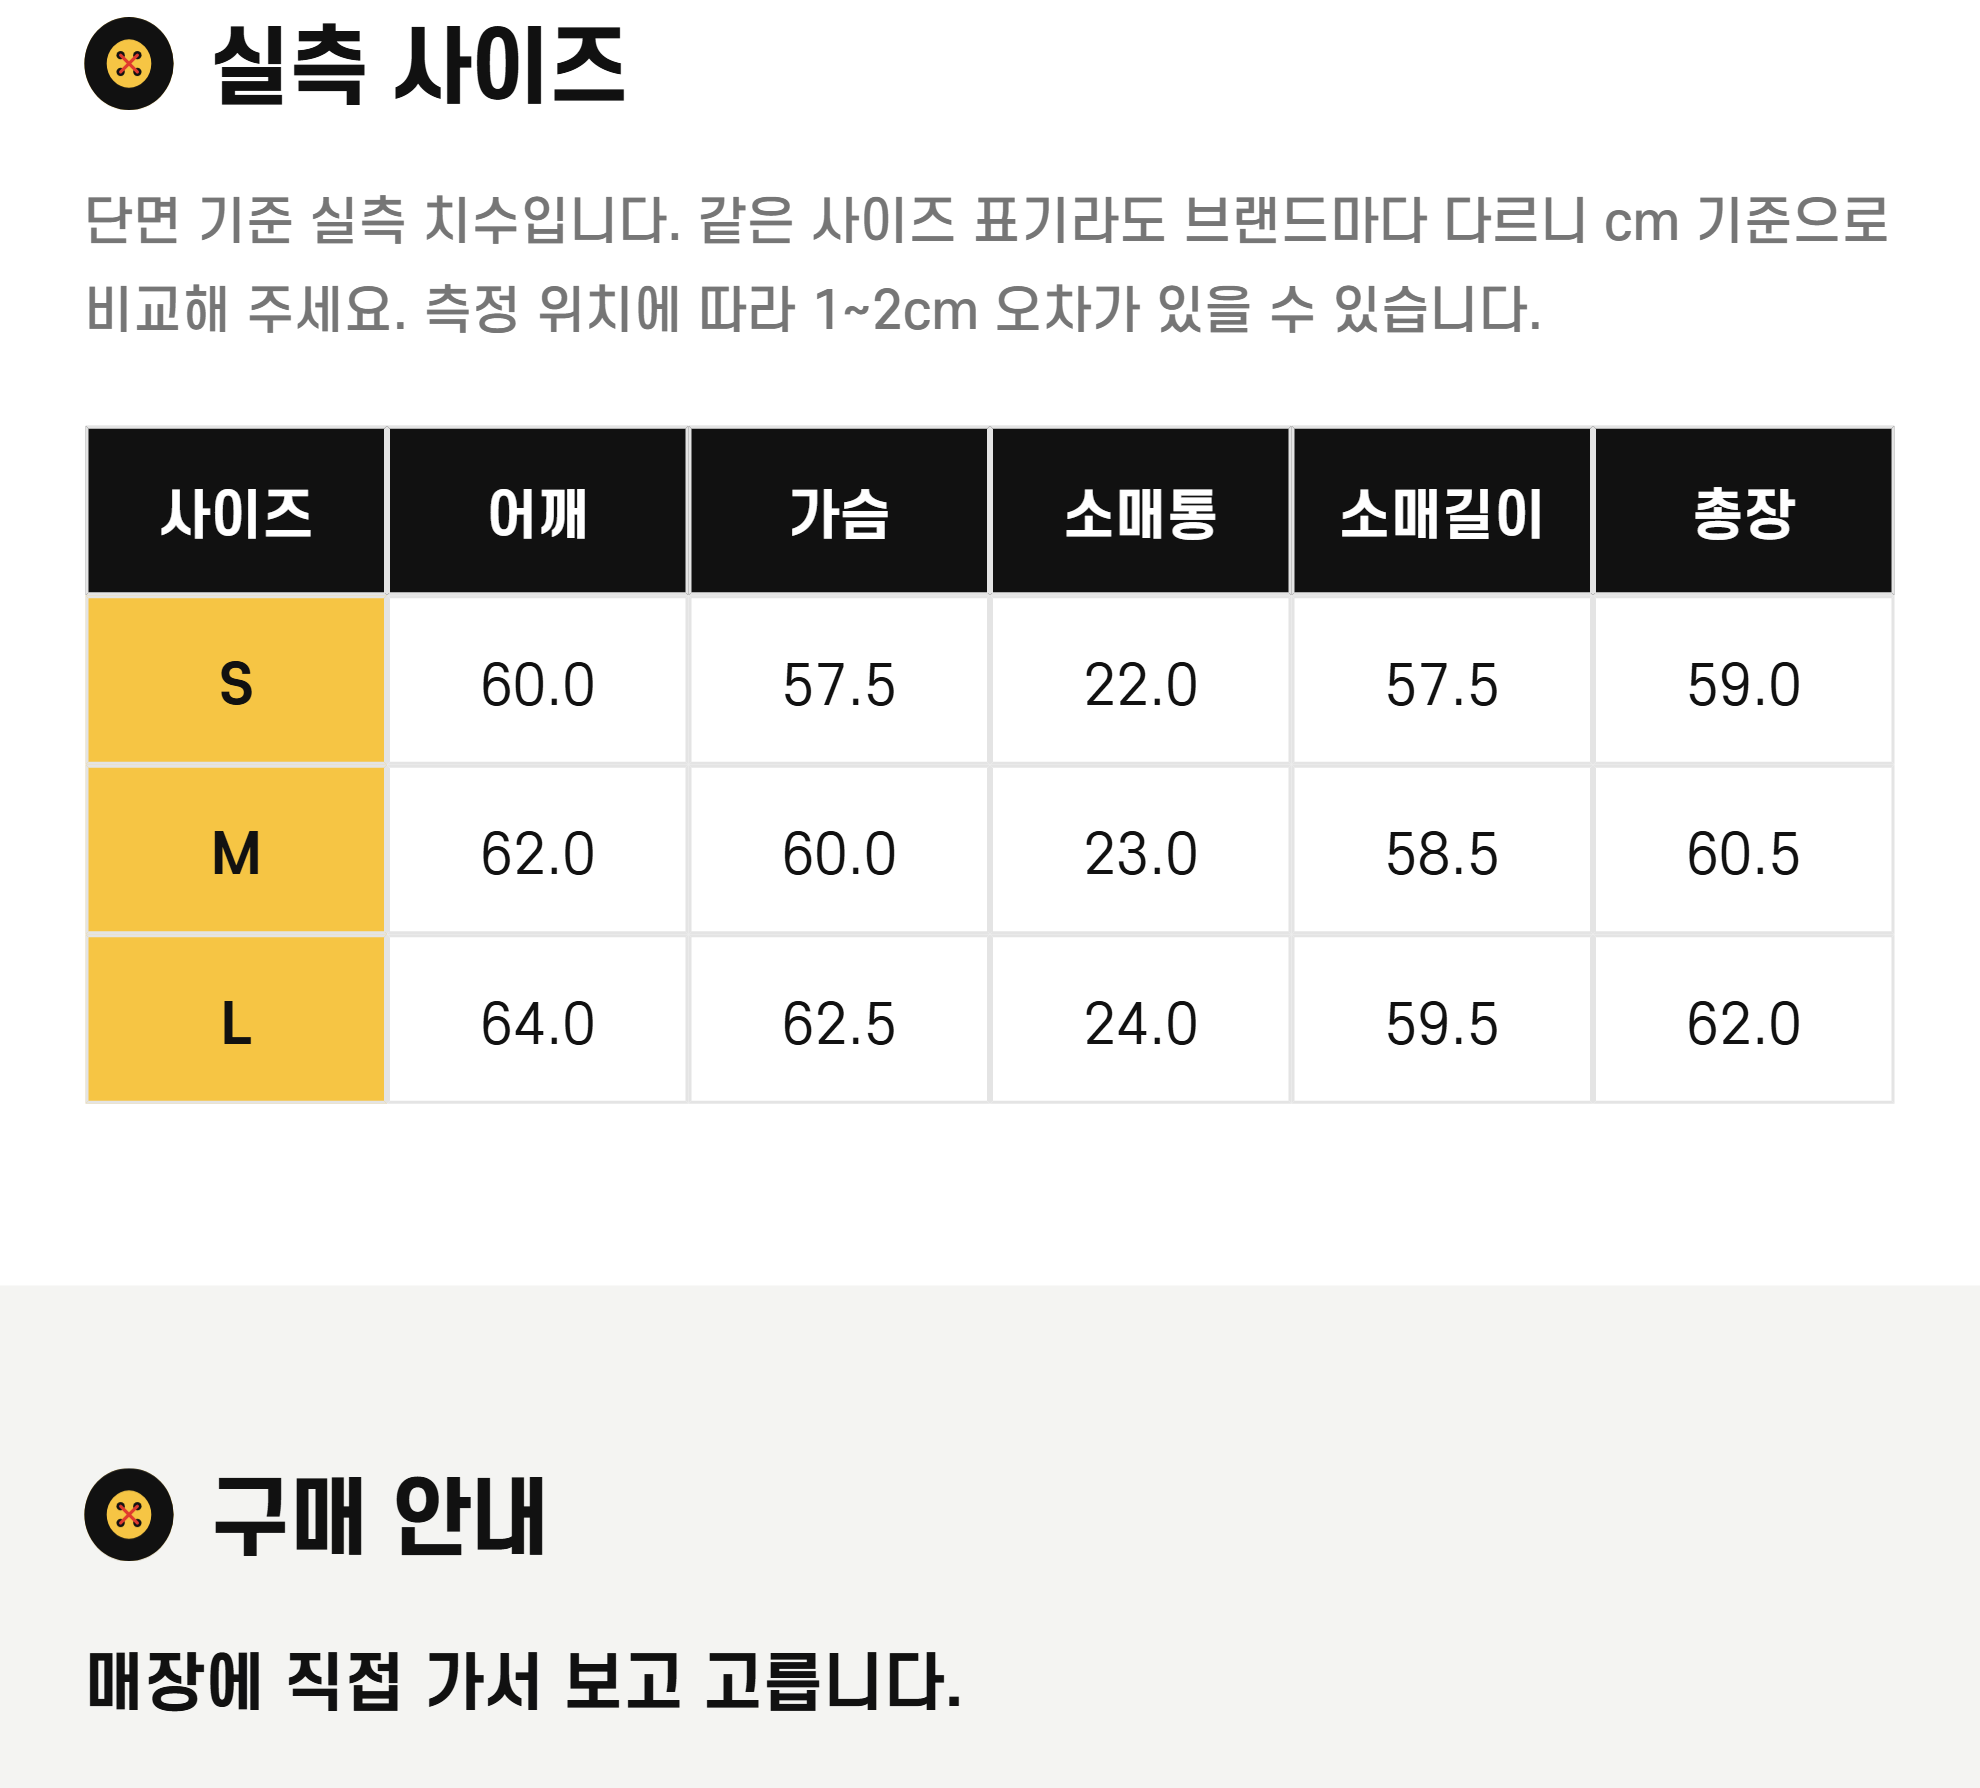 실측 사이즈
단면 기준 실측 치수입니다. 같은 사이즈 표기라도 브랜드마다 다르니 cm 기준으로
비교해 주세요. 측정 위치에 따라 1~2cm 오차가 있을 수 있습니다.
사이즈 어깨 가슴 소매통 소매길이 총장
S 60.0 57.5 22.0 57.5 59.0
M 62.0 60.0 23.0 58.5 60.5
L 64.0 62.5 24.0 59.5 62.0
구매 안내
매장에 직접 가서 보고 고릅니다.